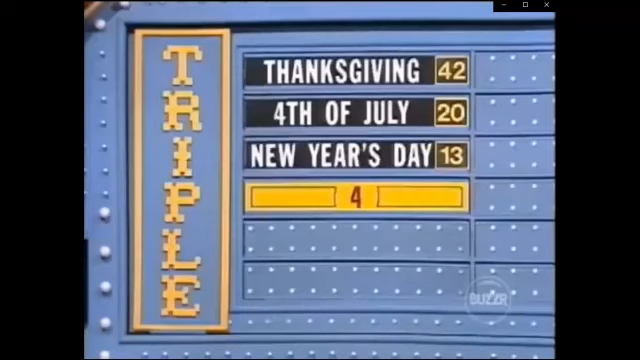 TRIPLE
THANKSGIVING 42
4TH OF JULY 20
NEW YEAR'S DAY 13
4
BUZZR